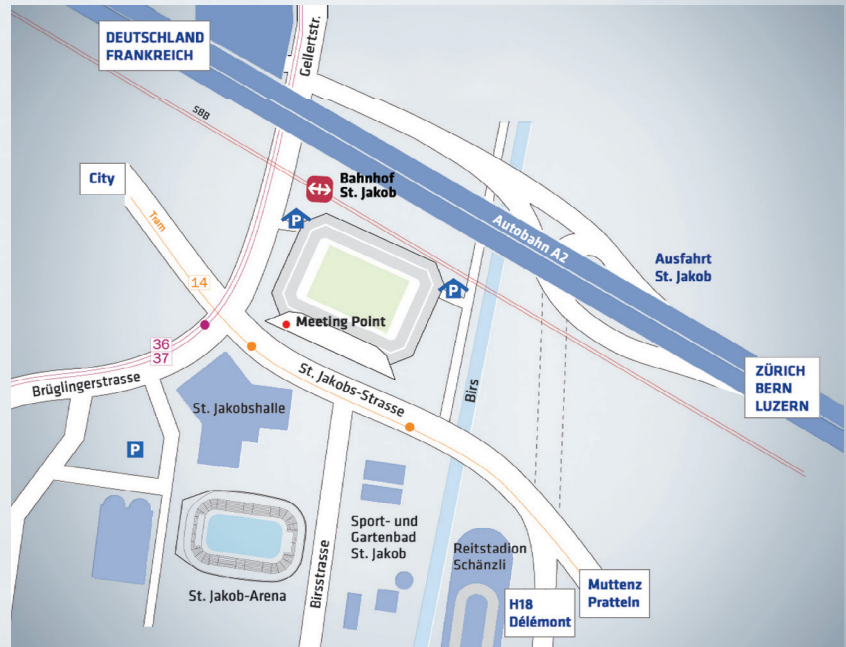 DEUTSCHLAND
FRANKREICH
Gellertstr.
SBB
City
Bahnhof
St. Jakob
Tram
P
Autobahn A2
Ausfahrt
St. Jakob
14
P
Meeting Point
36
37
Brüglingerstrasse
St. Jakobs-Strasse
ZÜRICH
BERN
LUZERN
Birs
St. Jakobshalle
P
Sport- und
Gartenbad
St. Jakob
Reitstadion
Schänzli
Birsstrasse
St. Jakob-Arena
H18
Délémont
Muttenz
Pratteln